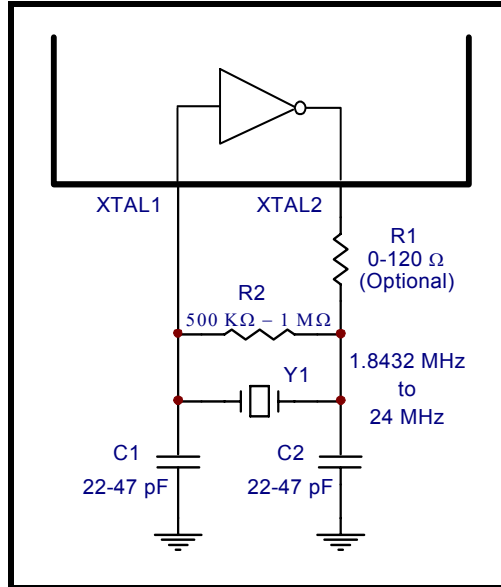 XTAL1
XTAL2
R1
0-120 Ω
(Optional)
R2
500 KΩ – 1 MΩ
Y1
1.8432 MHz
to
24 MHz
C1
22-47 pF
C2
22-47 pF